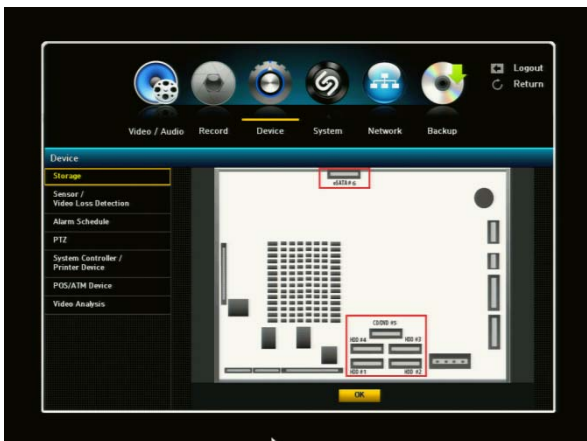 Logout
Return
Video / Audio Record Device System Network Backup
Device
Storage
Sensor /
Video Loss Detection
Alarm Schedule
PTZ
System Controller /
Printer Device
POS/ATM Device
Video Analysis
eSATA# 6
CD/DVD #5
HDD #4 HDD #3
HDD #1 HDD #2
OK